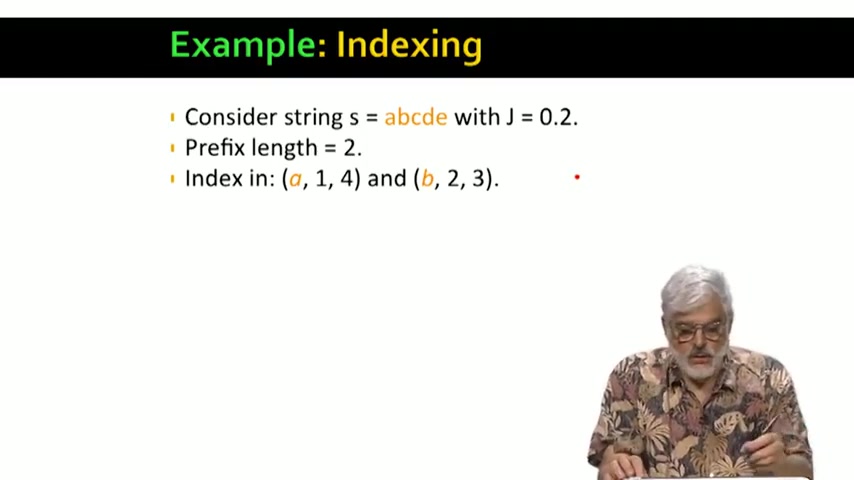 Example: Indexing
Consider string s = abcde with J = 0.2.
Prefix length = 2.
Index in: (a, 1, 4) and (b, 2, 3).